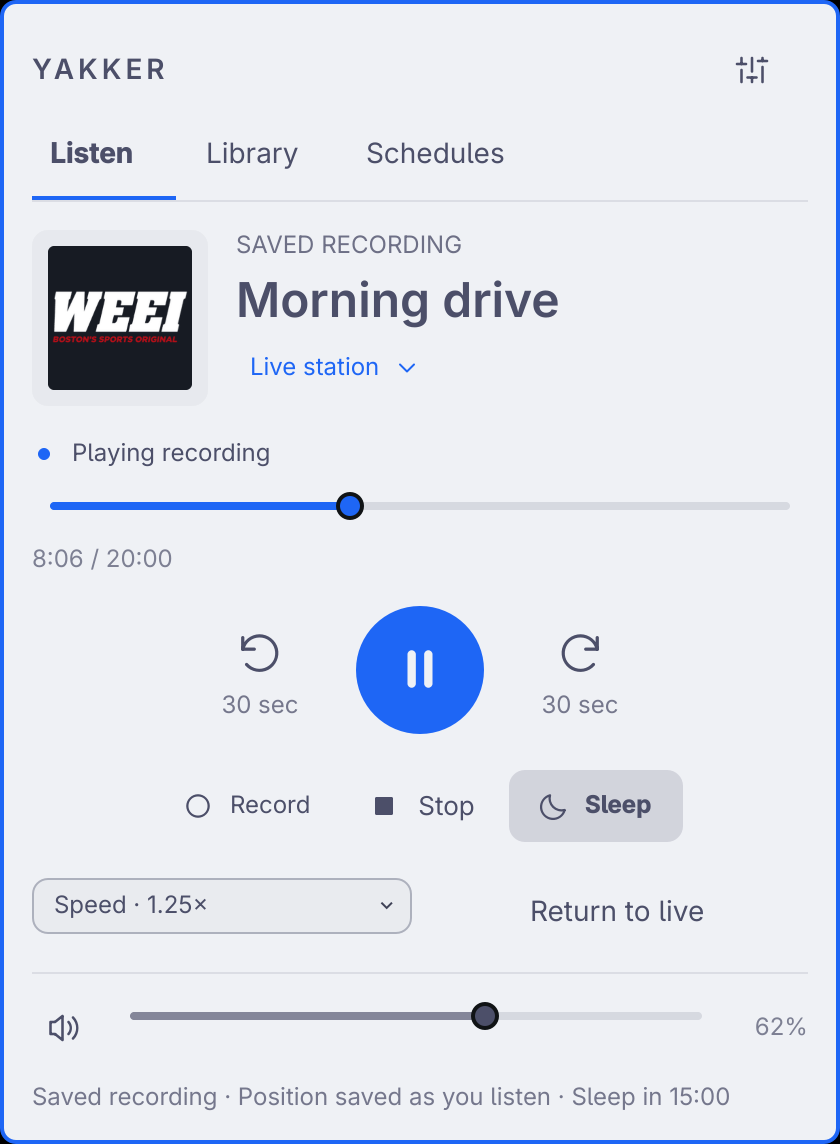 YAKKER
Listen Library Schedules
WEEI
BOSTON'S SPORTS ORIGINAL
SAVED RECORDING
Morning drive
Live station
Playing recording
8:06 / 20:00
30 sec 30 sec
Record Stop Sleep
Speed · 1.25×
Return to live
62%
Saved recording · Position saved as you listen · Sleep in 15:00